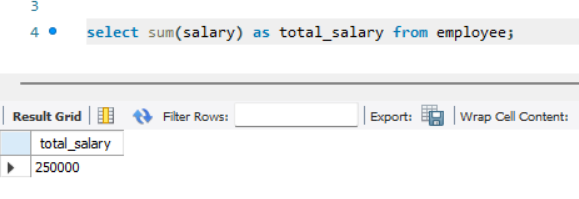 3
4 select sum(salary) as total_salary from employee;
Result Grid Filter Rows: Export: Wrap Cell Content:
total_salary
250000